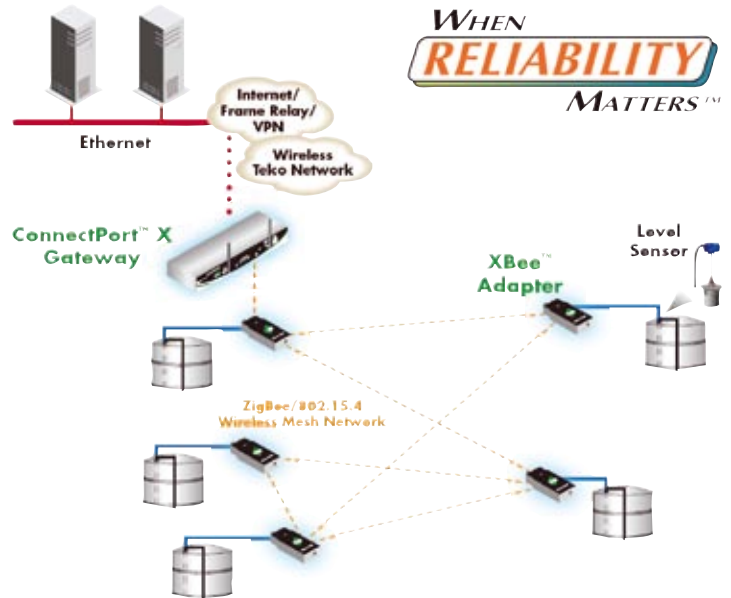 WHEN
RELIABILITY
MATTERS™
Internet/
Frame Relay/
VPN
Ethernet
Wireless
Telco Network
ConnectPort™ X
Gateway
Level
Sensor
XBee™
Adapter
ZigBee/802.15.4
Wireless Mesh Network